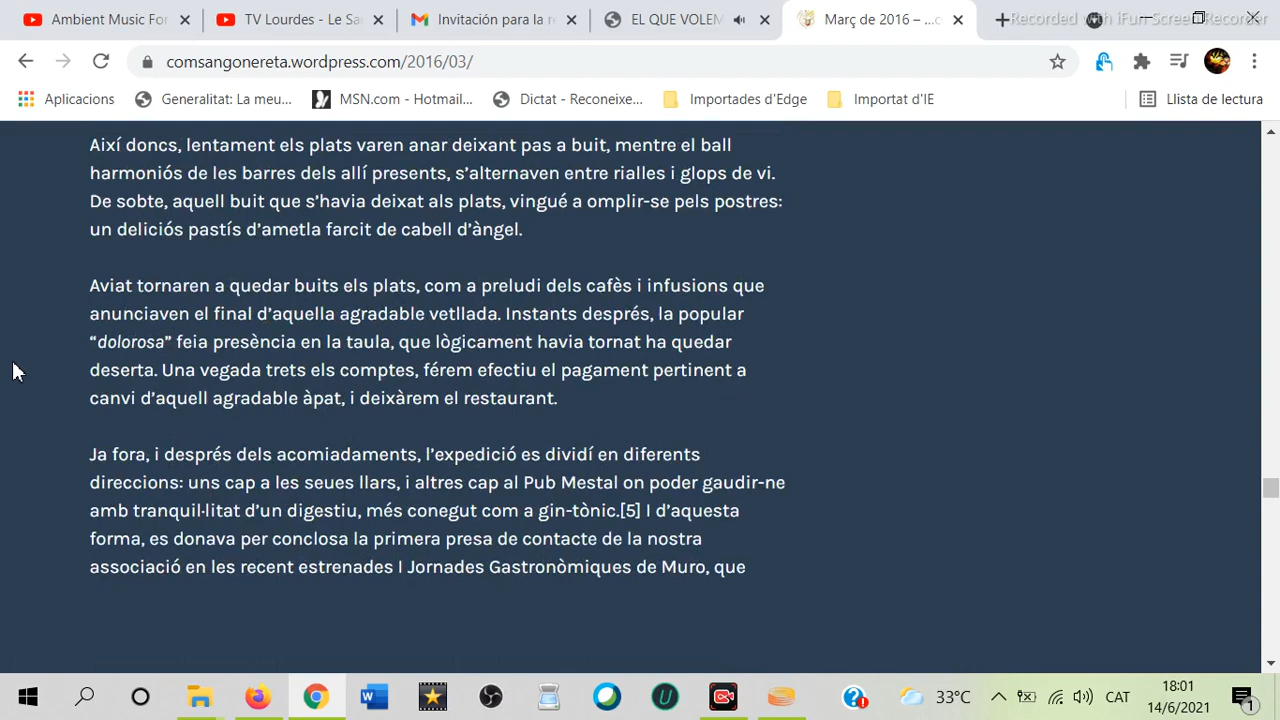 Ambient Music For
TV Lourdes - Le Sa
Invitación para la r
EL QUE VOLEM
Març de 2016 – ...c
Recorded with iFun Screen Recorder
comsangonereta.wordpress.com/2016/03/
Aplicacions
Generalitat: La meu...
MSN.com - Hotmail...
Dictat - Reconeixe...
Importades d'Edge
Importat d'IE
Llista de lectura
Així doncs, lentament els plats varen anar deixant pas a buit, mentre el ball
harmoniós de les barres dels allí presents, s’alternaven entre rialles i glops de vi.
De sobte, aquell buit que s’havia deixat als plats, vingué a omplir-se pels postres:
un deliciós pastís d’ametla farcit de cabell d’àngel.
Aviat tornaren a quedar buits els plats, com a preludi dels cafès i infusions que
anunciaven el final d’aquella agradable vetllada. Instants després, la popular
“dolorosa” feia presència en la taula, que lògicament havia tornat ha quedar
deserta. Una vegada trets els comptes, férem efectiu el pagament pertinent a
canvi d’aquell agradable àpat, i deixàrem el restaurant.
Ja fora, i després dels acomiadaments, l’expedició es dividí en diferents
direccions: uns cap a les seues llars, i altres cap al Pub Mestal on poder gaudir-ne
amb tranquil·litat d’un digestiu, més conegut com a gin-tònic.[5] I d’aquesta
forma, es donava per conclosa la primera presa de contacte de la nostra
associació en les recent estrenades I Jornades Gastronòmiques de Muro, que
33°C
CAT
18:01
14/6/2021
1